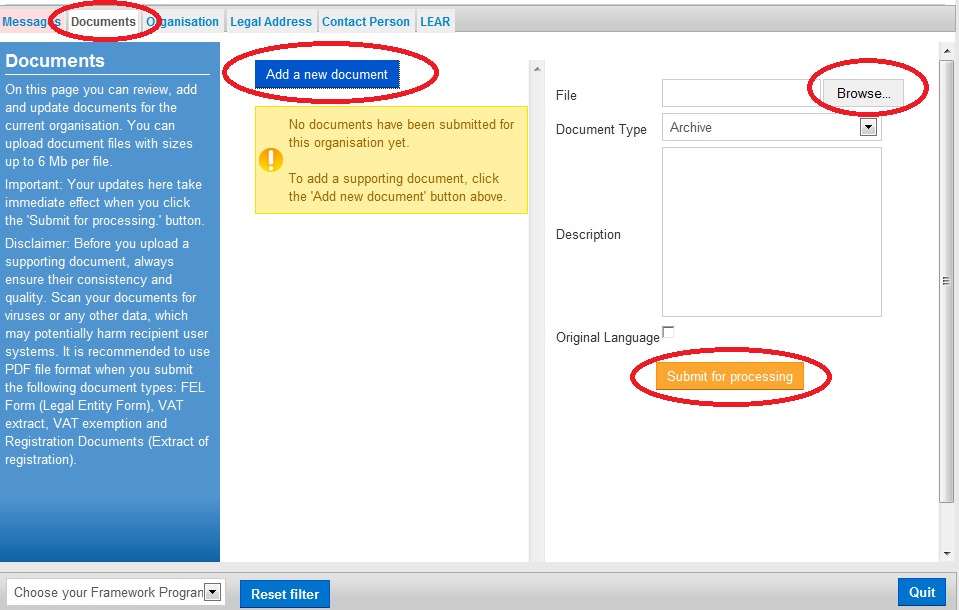 Messages Documents Organisation Legal Address Contact Person LEAR
Documents
On this page you can review, add
and update documents for the
current organisation. You can
upload document files with sizes
up to 6 Mb per file.
Important: Your updates here take
immediate effect when you click
the 'Submit for processing.' button.
Disclaimer: Before you upload a
supporting document, always
ensure their consistency and
quality. Scan your documents for
viruses or any other data, which
may potentially harm recipient user
systems. It is recommended to use
PDF file format when you submit
the following document types: FEL
Form (Legal Entity Form), VAT
extract, VAT exemption and
Registration Documents (Extract of
registration).
Add a new document
No documents have been submitted for
this organisation yet.
To add a supporting document, click
the 'Add new document' button above.
File
Browse...
Document Type
Archive
Description
Original Language
Submit for processing
Choose your Framework Progran
Reset filter
Quit